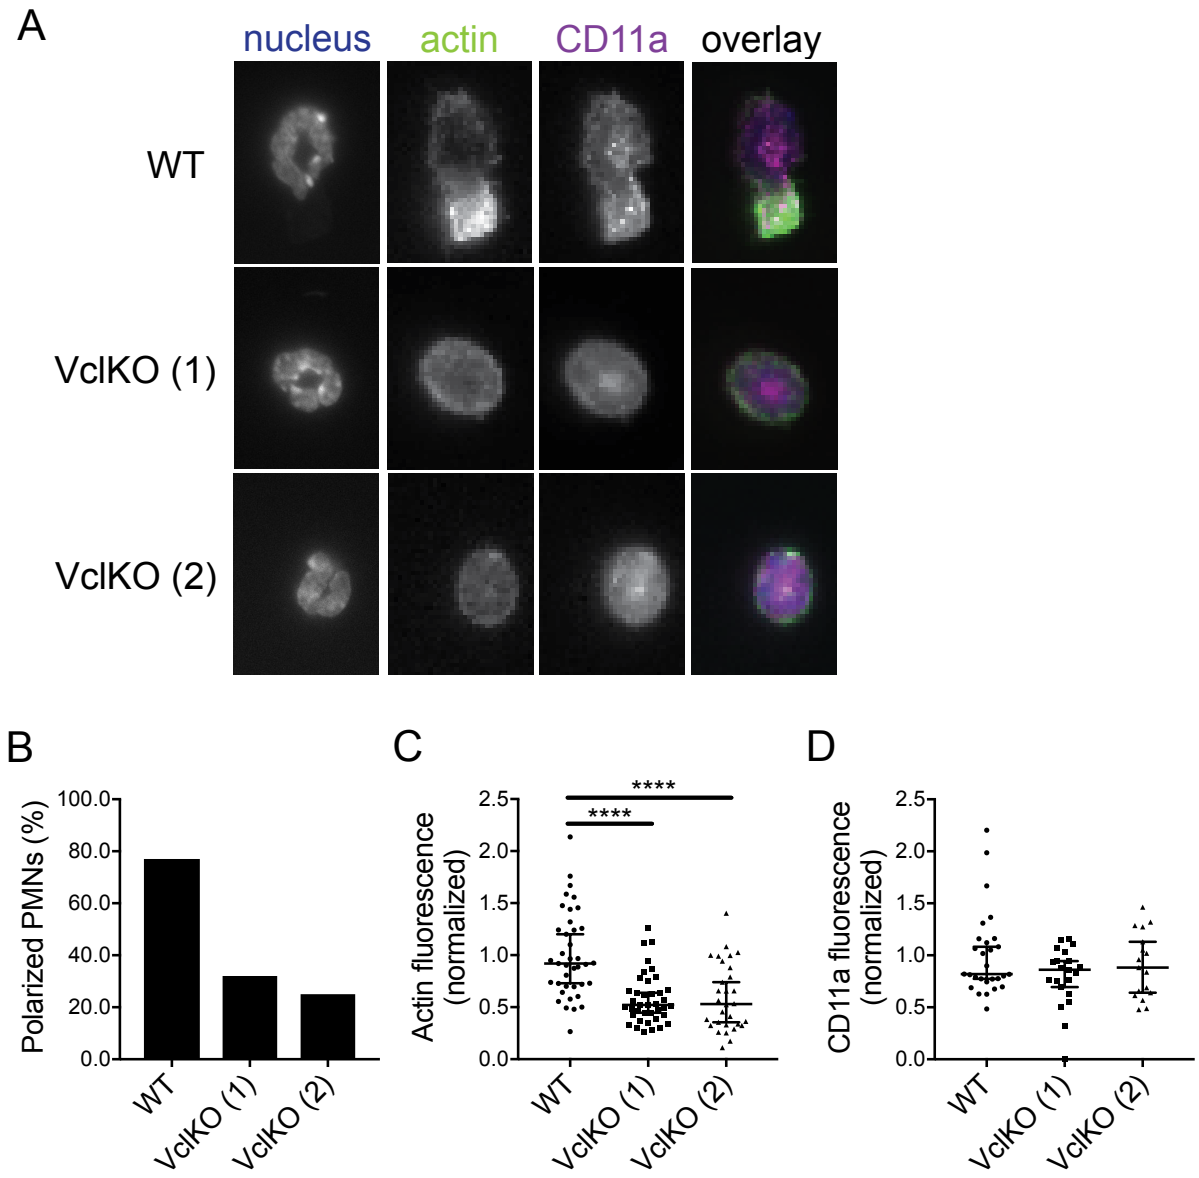 A
nucleus actin CD11a overlay
WT
VclKO (1)
VclKO (2)
B
Polarized PMNs (%)
100.0
80.0
60.0
40.0
20.0
0.0
WT
VclKO (1)
VclKO (2)
C
Actin fluorescence
(normalized)
2.5
2.0
1.5
1.0
0.5
0.0
****
****
WT
VclKO (1)
VclKO (2)
D
CD11a fluorescence
(normalized)
2.5
2.0
1.5
1.0
0.5
0.0
WT
VclKO (1)
VclKO (2)